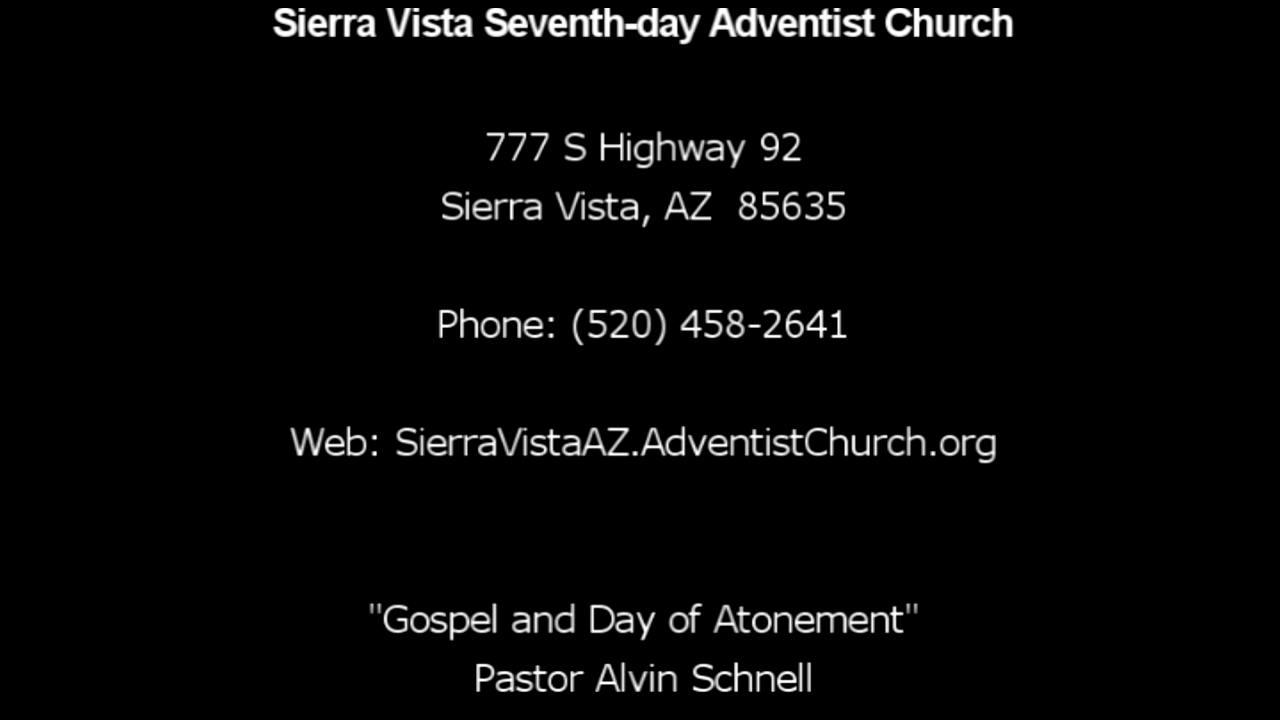 Sierra Vista Seventh-day Adventist Church
777 S Highway 92
Sierra Vista, AZ  85635
Phone: (520) 458-2641
Web: SierraVistaAZ.AdventistChurch.org
"Gospel and Day of Atonement"
Pastor Alvin Schnell